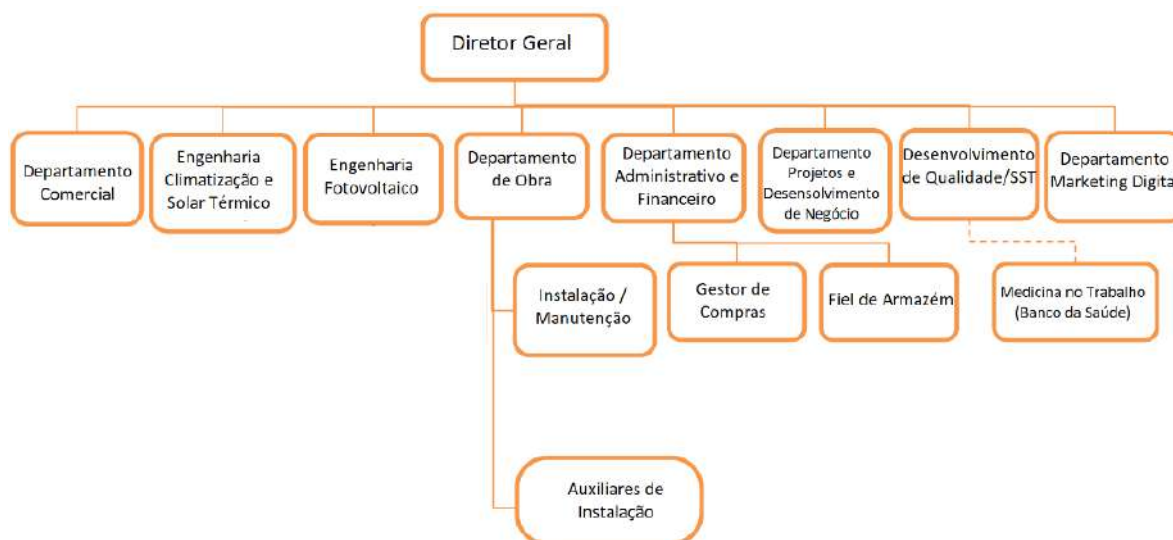 Diretor Geral
Departamento
Comercial
Engenharia
Climatização e
Solar Térmico
Engenharia
Fotovoltaico
Departamento
de Obra
Departamento
Administrativo e
Financeiro
Departamento
Projetos e
Desensolvimento
de Negócio
Desenvolvimento
de Qualidade/SST
Departamento
Marketing Digital
Instalação /
Manutenção
Gestor de
Compras
Fiel de Armazém
Medicina no Trabalho
(Banco da Saúde)
Auxiliares de
Instalação